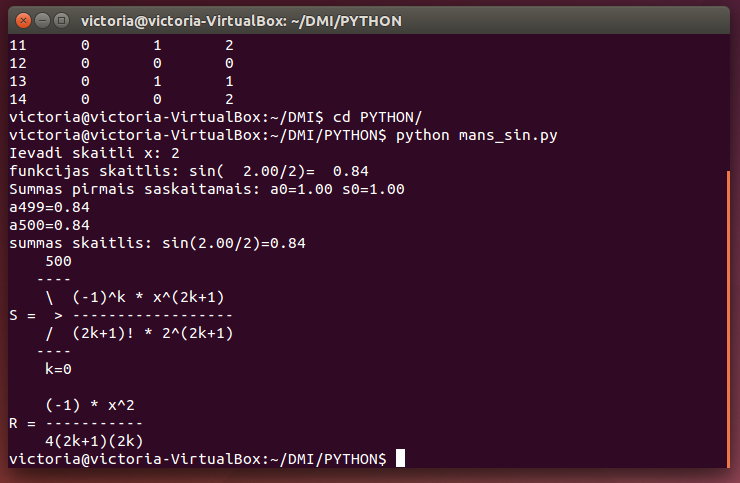 victoria@victoria-VirtualBox: ~/DMI/PYTHON
11      0       1       2
12      0       0       0
13      0       1       1
14      0       0       2
victoria@victoria-VirtualBox:~/DMI$ cd PYTHON/
victoria@victoria-VirtualBox:~/DMI/PYTHON$ python mans_sin.py
Ievadi skaitli x: 2
funkcijas skaitlis: sin(  2.00/2)=  0.84
Summas pirmais saskaitamais: a0=1.00 s0=1.00
a499=0.84
a500=0.84
summas skaitlis: sin(2.00/2)=0.84
    500
   ----
    \  (-1)^k * x^(2k+1)
S =  > ------------------
    /  (2k+1)! * 2^(2k+1)
   ----
    k=0
    (-1) * x^2
R = -----------
    4(2k+1)(2k)
victoria@victoria-VirtualBox:~/DMI/PYTHON$